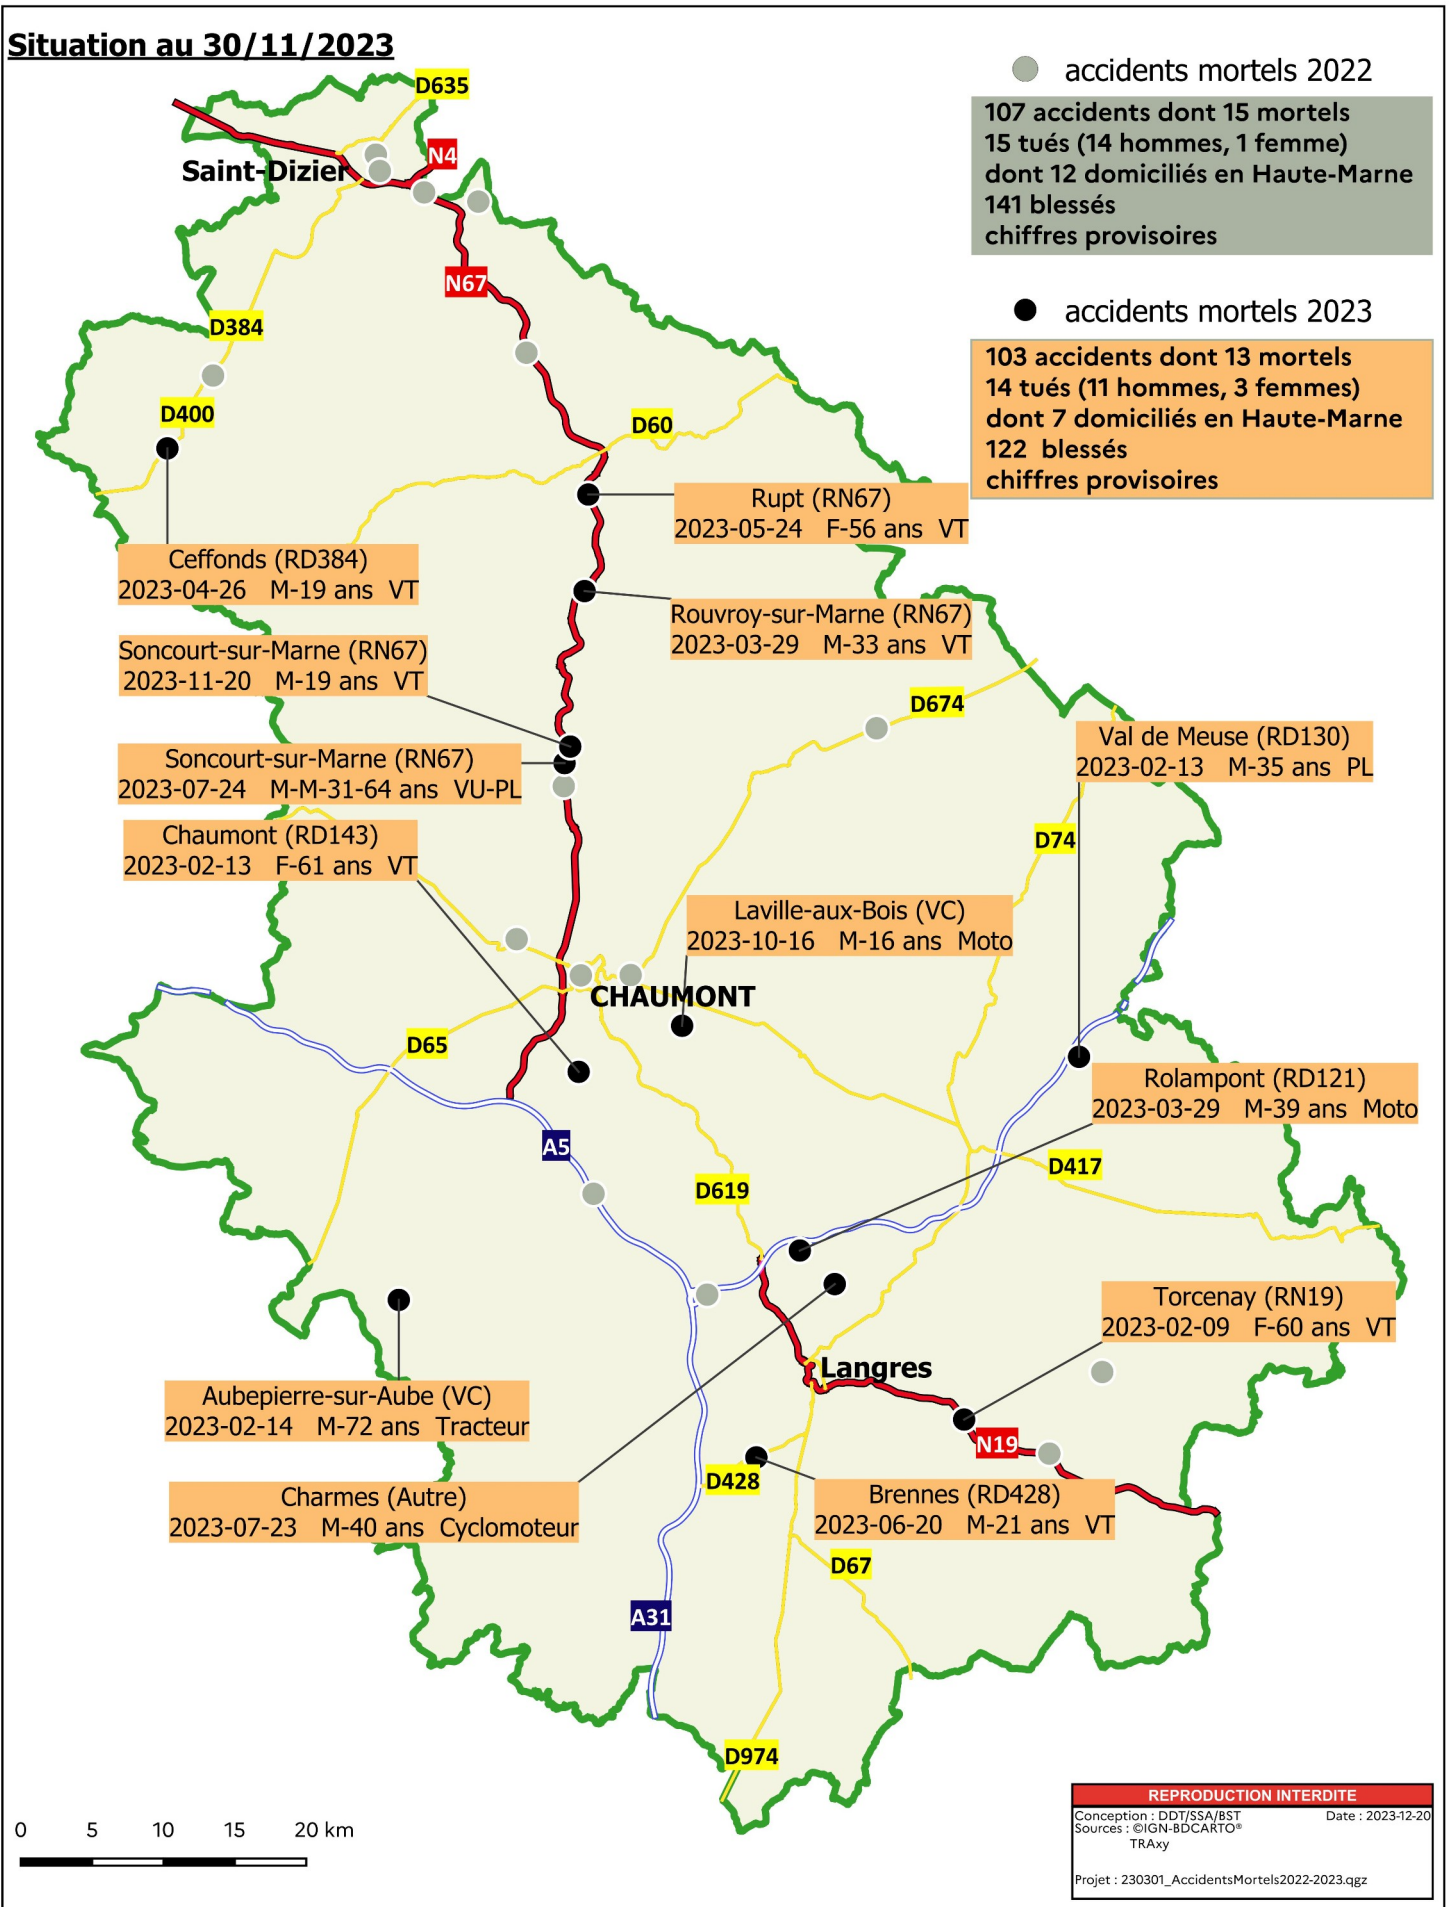 Situation au 30/11/2023
accidents mortels 2022
107 accidents dont 15 mortels
15 tués (14 hommes, 1 femme)
dont 12 domiciliés en Haute-Marne
141 blessés
chiffres provisoires
accidents mortels 2023
103 accidents dont 13 mortels
14 tués (11 hommes, 3 femmes)
dont 7 domiciliés en Haute-Marne
122 blessés
chiffres provisoires
D635
N4
Saint-Dizier
N67
D384
D400
D60
Rupt (RN67)
2023-05-24 F-56 ans VT
Ceffonds (RD384)
2023-04-26 M-19 ans VT
Rouvroy-sur-Marne (RN67)
2023-03-29 M-33 ans VT
Soncourt-sur-Marne (RN67)
2023-11-20 M-19 ans VT
D674
Val de Meuse (RD130)
2023-02-13 M-35 ans PL
Soncourt-sur-Marne (RN67)
2023-07-24 M-M-31-64 ans VU-PL
Chaumont (RD143)
2023-02-13 F-61 ans VT
D74
Laville-aux-Bois (VC)
2023-10-16 M-16 ans Moto
CHAUMONT
D65
Rolampont (RD121)
2023-03-29 M-39 ans Moto
A5
D417
D619
Torcenay (RN19)
2023-02-09 F-60 ans VT
Langres
Aubepierre-sur-Aube (VC)
2023-02-14 M-72 ans Tracteur
N19
D428
Charmes (Autre)
2023-07-23 M-40 ans Cyclomoteur
Brennes (RD428)
2023-06-20 M-21 ans VT
D67
A31
D974
0 5 10 15 20 km
REPRODUCTION INTERDITE
Conception : DDT/SSA/BST Date : 2023-12-20
Sources : ©IGN-BDCARTO®
TRAxy
Projet : 230301_AccidentsMortels2022-2023.qgz